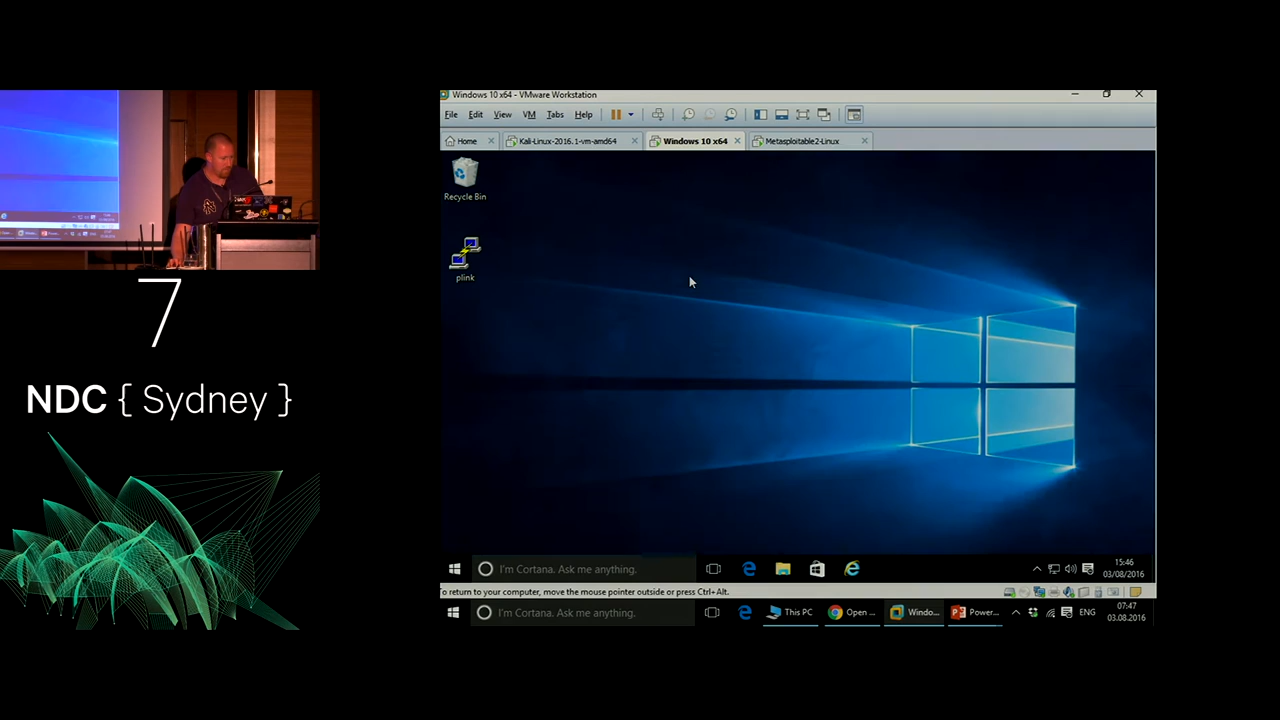 7
NDC { Sydney }
Windows 10 x64 - VMware Workstation
File Edit View VM Tabs Help
Home Kali-Linux-2016.1-vm-amd64 Windows 10 x64 Metasploitable2-Linux
Recycle Bin
plink
I'm Cortana. Ask me anything.
15:46
03/08/2016
o return to your computer, move the mouse pointer outside or press Ctrl+Alt.
I'm Cortana. Ask me anything.
This PC Open ... Windo... Power... ENG
07:47
03.08.2016